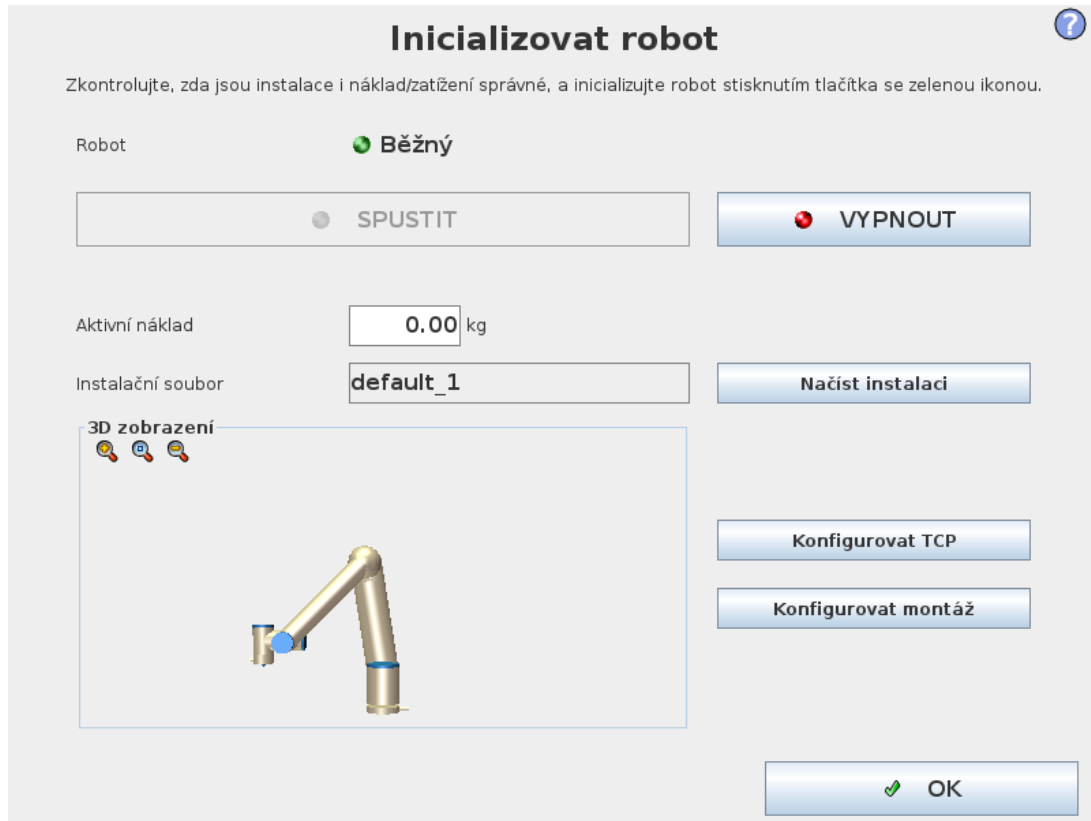 Inicializovat robot
?
Zkontrolujte, zda jsou instalace i náklad/zatížení správné, a inicializujte robot stisknutím tlačítka se zelenou ikonou.
Robot Běžný
SPUSTIT VYPNOUT
Aktivní náklad 0.00 kg
Instalační soubor default_1 Načíst instalaci
3D zobrazení
Konfigurovat TCP
Konfigurovat montáž
OK